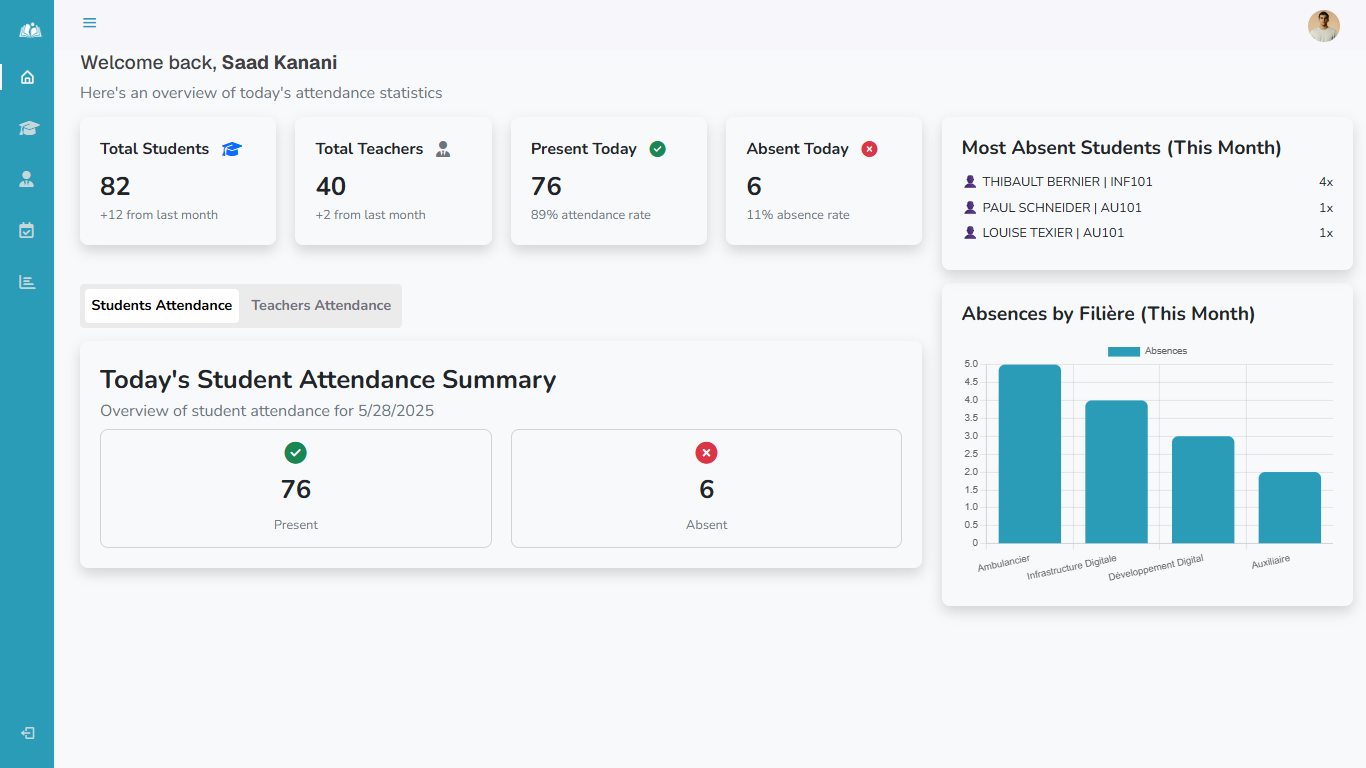 Welcome back, Saad Kanani
Here's an overview of today's attendance statistics
Total Students
82
+12 from last month
Total Teachers
40
+2 from last month
Present Today
76
89% attendance rate
Absent Today
6
11% absence rate
Most Absent Students (This Month)
THIBAULT BERNIER | INF101 4x
PAUL SCHNEIDER | AU101 1x
LOUISE TEXIER | AU101 1x
Students Attendance Teachers Attendance
Today's Student Attendance Summary
Overview of student attendance for 5/28/2025
76
Present
6
Absent
Absences by Filière (This Month)
Absences
5.0
4.5
4.0
3.5
3.0
2.5
2.0
1.5
1.0
0.5
0
Ambulancier
Infrastructure Digitale
Développement Digital
Auxiliaire